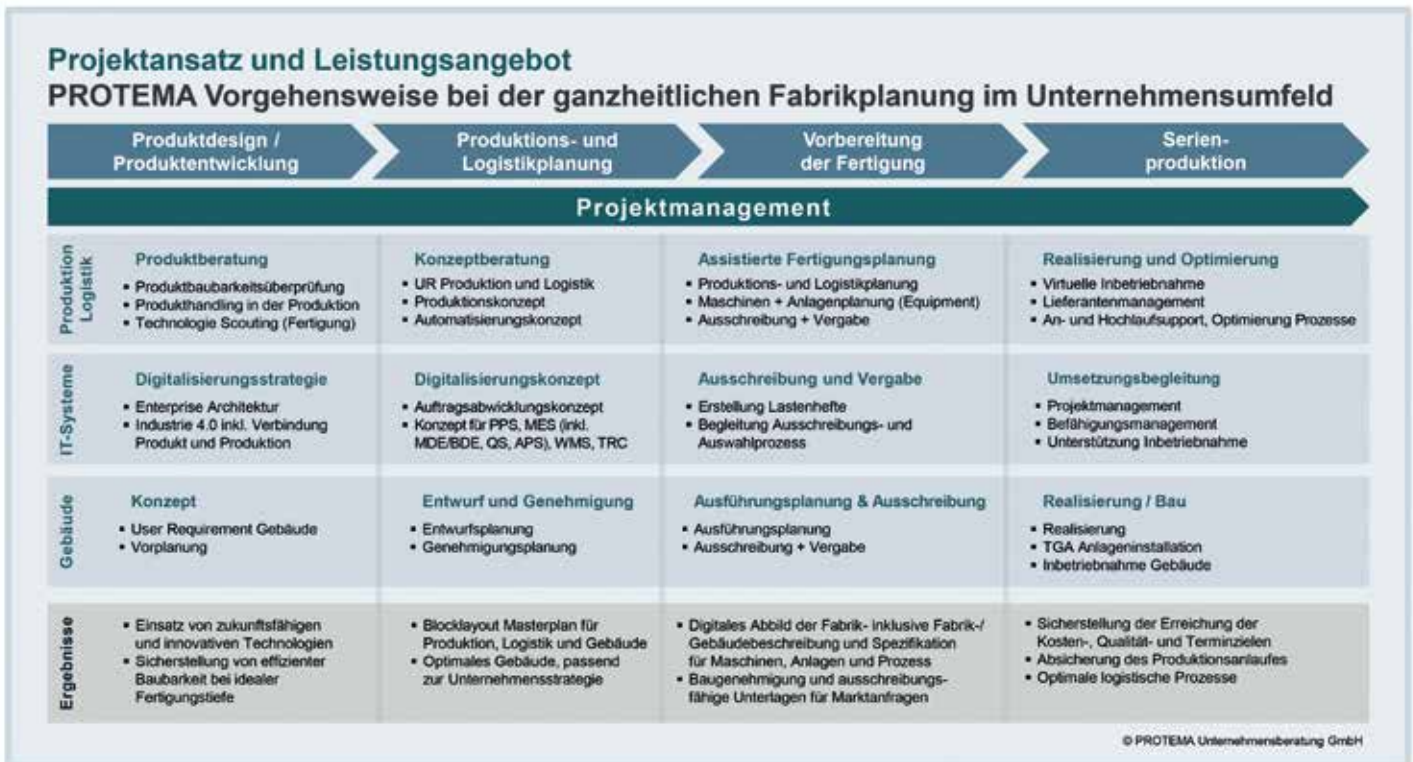 Projektansatz und Leistungsangebot
PROTEMA Vorgehensweise bei der ganzheitlichen Fabrikplanung im Unternehmensumfeld
Produktdesign /
Produktentwicklung
Produktions- und
Logistikplanung
Vorbereitung
der Fertigung
Serien-
produktion
Projektmanagement
Produktion
Logistik
Produktberatung
▪ Produktbaubarkeitsüberprüfung
▪ Produkthandling in der Produktion
▪ Technologie Scouting (Fertigung)
Konzeptberatung
▪ UR Produktion und Logistik
▪ Produktionskonzept
▪ Automatisierungskonzept
Assistierte Fertigungsplanung
▪ Produktions- und Logistikplanung
▪ Maschinen + Anlagenplanung (Equipment)
▪ Ausschreibung + Vergabe
Realisierung und Optimierung
▪ Virtuelle Inbetriebnahme
▪ Lieferantenmanagement
▪ An- und Hochlaufsupport, Optimierung Prozesse
IT-Systeme
Digitalisierungsstrategie
▪ Enterprise Architektur
▪ Industrie 4.0 inkl. Verbindung
Produkt und Produktion
Digitalisierungskonzept
▪ Auftragsabwicklungskonzept
▪ Konzept für PPS, MES (inkl.
MDE/BDE, QS, APS), WMS, TRC
Ausschreibung und Vergabe
▪ Erstellung Lastenhefte
▪ Begleitung Ausschreibungs- und
Auswahlprozess
Umsetzungsbegleitung
▪ Projektmanagement
▪ Befähigungsmanagement
▪ Unterstützung Inbetriebnahme
Gebäude
Konzept
▪ User Requirement Gebäude
▪ Vorplanung
Entwurf und Genehmigung
▪ Entwurfsplanung
▪ Genehmigungsplanung
Ausführungsplanung & Ausschreibung
▪ Ausführungsplanung
▪ Ausschreibung + Vergabe
Realisierung / Bau
▪ Realisierung
▪ TGA Anlageninstallation
▪ Inbetriebnahme Gebäude
Ergebnisse
▪ Einsatz von zukunftsfähigen
und innovativen Technologien
▪ Sicherstellung von effizienter
Baubarkeit bei idealer
Fertigungstiefe
▪ Blocklayout Masterplan für
Produktion, Logistik und Gebäude
▪ Optimales Gebäude, passend
zur Unternehmensstrategie
▪ Digitales Abbild der Fabrik- inklusive Fabrik-/
Gebäudebeschreibung und Spezifikation
für Maschinen, Anlagen und Prozess
▪ Baugenehmigung und ausschreibungs-
fähige Unterlagen für Marktanfragen
▪ Sicherstellung der Erreichung der
Kosten-, Qualität- und Terminzielen
▪ Absicherung des Produktionsanlaufes
▪ Optimale logistische Prozesse
© PROTEMA Unternehmensberatung GmbH